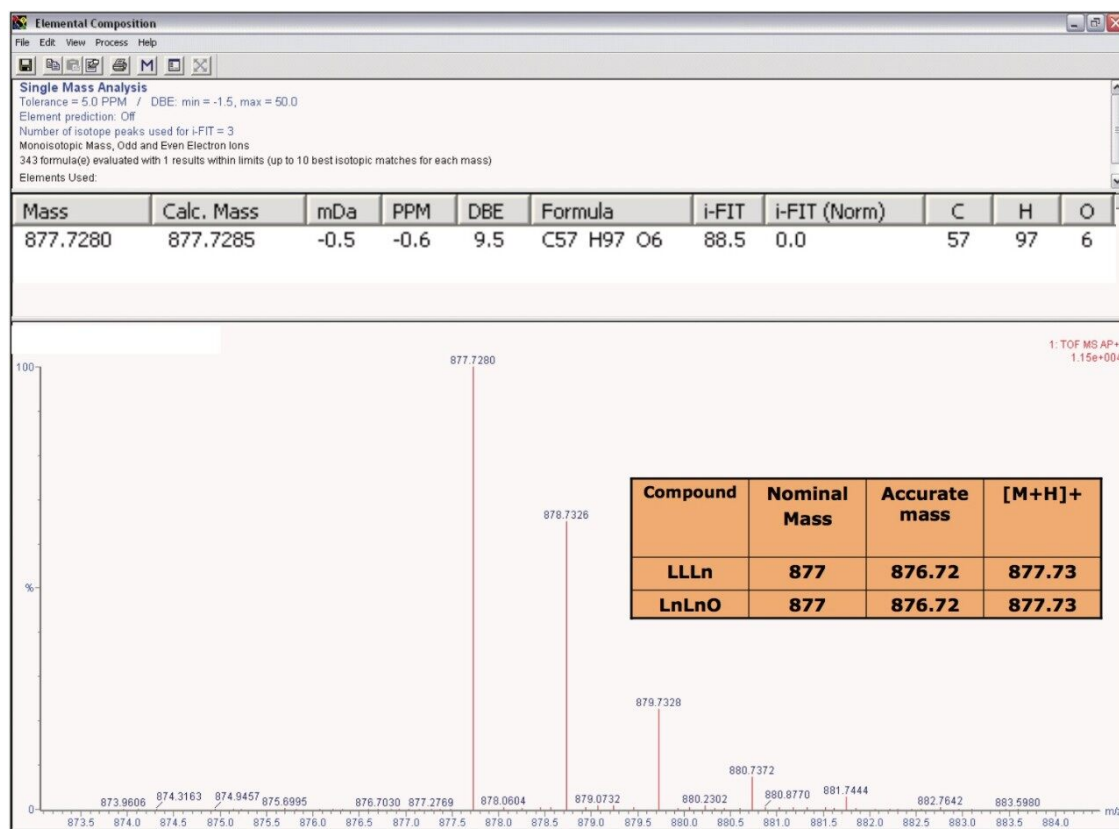 Elemental Composition
File Edit View Process Help
M
Single Mass Analysis
Tolerance = 5.0 PPM / DBE: min = -1.5, max = 50.0
Element prediction: Off
Number of isotope peaks used for i-FIT = 3
Monoisotopic Mass, Odd and Even Electron Ions
343 formula(e) evaluated with 1 results within limits (up to 10 best isotopic matches for each mass)
Elements Used:
Mass Calc. Mass mDa PPM DBE Formula i-FIT i-FIT (Norm) C H O
877.7280 877.7285 -0.5 -0.6 9.5 C57 H97 O6 88.5 0.0 57 97 6
1: TOF MS AP+
1.15e+004
877.7280
100
878.7326
Compound Nominal Mass Accurate mass [M+H]+
LLLn 877 876.72 877.73
LnLnO 877 876.72 877.73
%
879.7328
880.7372
873.9606 874.3163 874.9457 875.6995 876.7030 877.2769 878.0604 879.0732 880.2302 880.8770 881.7444 882.7642 883.5980
0
873.5 874.0 874.5 875.0 875.5 876.0 876.5 877.0 877.5 878.0 878.5 879.0 879.5 880.0 880.5 881.0 881.5 882.0 882.5 883.0 883.5 884.0